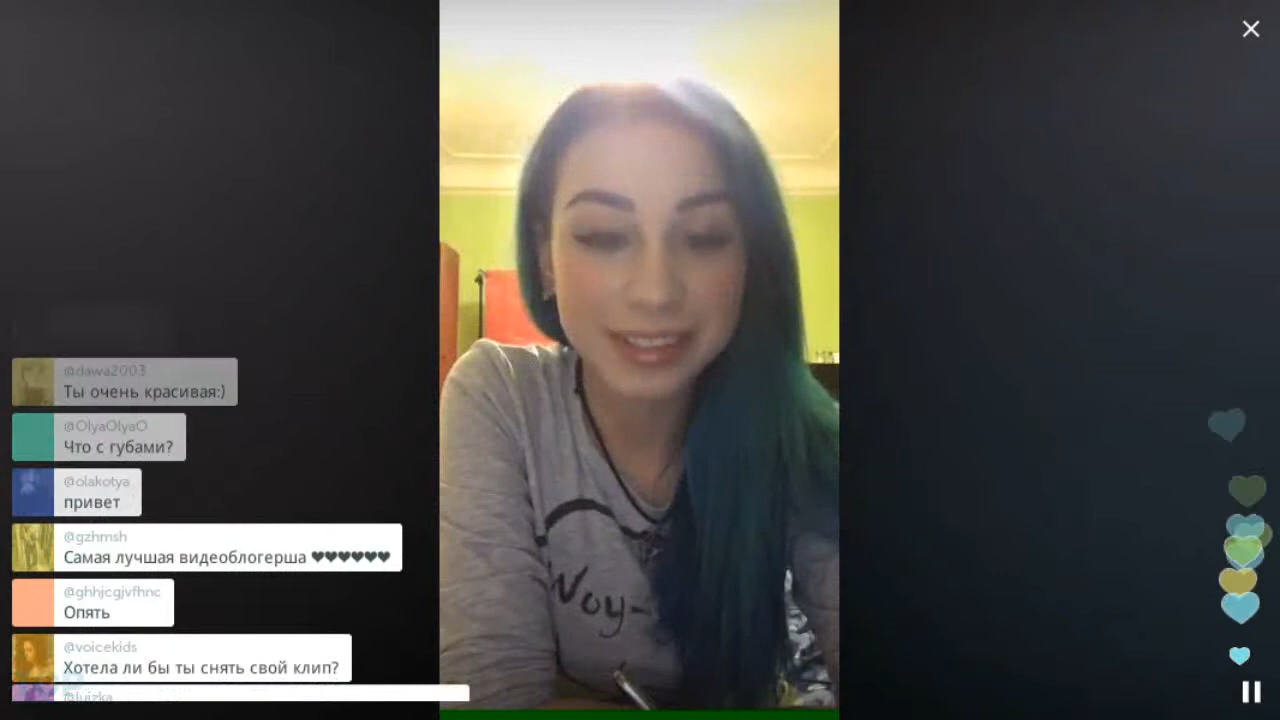 @dawa2003
Ты очень красивая:)
@OlyaOlyaO
Что с губами?
@olakotya
привет
@gzhmsh
Самая лучшая видеоблогерша ♥♥♥♥♥♥
@ghhjcgjvfhnc
Опять
@voicekids
Хотела ли бы ты снять свой клип?
@luizka